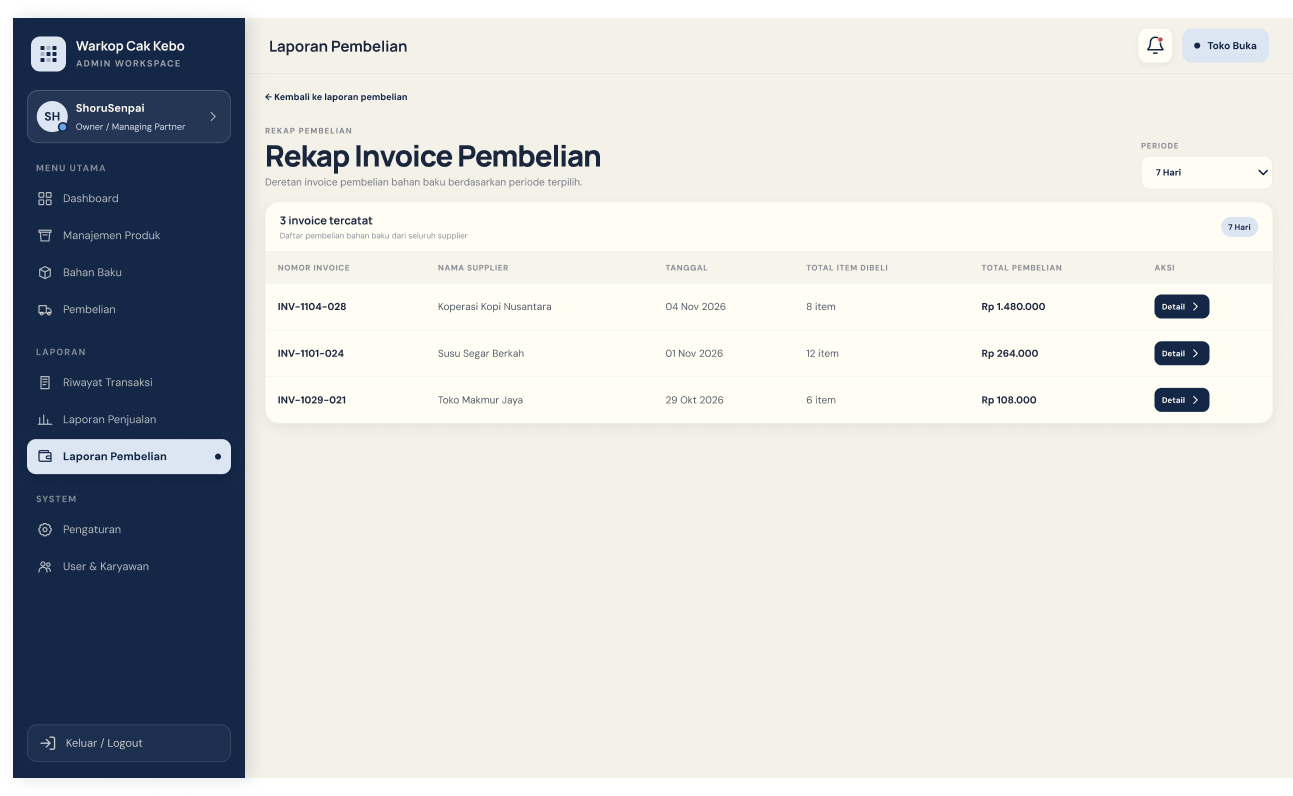 Warkop Cak Kebo
ADMIN WORKSPACE
SH
ShoruSenpai
Owner / Managing Partner
MENU UTAMA
Dashboard
Manajemen Produk
Bahan Baku
Pembelian
LAPORAN
Riwayat Transaksi
Laporan Penjualan
Laporan Pembelian
SYSTEM
Pengaturan
User & Karyawan
Keluar / Logout
Laporan Pembelian
Toko Buka
← Kembali ke laporan pembelian
REKAP PEMBELIAN
Rekap Invoice Pembelian
Deretan invoice pembelian bahan baku berdasarkan periode terpilih.
PERIODE
7 Hari
3 invoice tercatat
Daftar pembelian bahan baku dari seluruh supplier
7 Hari
NOMOR INVOICE NAMA SUPPLIER TANGGAL TOTAL ITEM DIBELI TOTAL PEMBELIAN AKSI
INV-1104-028 Koperasi Kopi Nusantara 04 Nov 2026 8 item Rp 1.480.000 Detail
INV-1101-024 Susu Segar Berkah 01 Nov 2026 12 item Rp 264.000 Detail
INV-1029-021 Toko Makmur Jaya 29 Okt 2026 6 item Rp 108.000 Detail